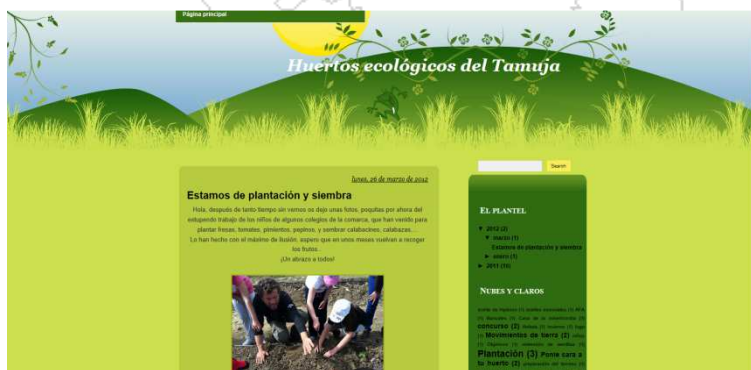 Página principal
Huertos ecológicos del Tamuja
lunes, 26 de marzo de 2012
Estamos de plantación y siembra
Hola, después de tanto tiempo sin vernos os dejo unas fotos, poquitas por ahora del
estupendo trabajo de los niños de algunos colegios de la comarca, que han venido para
plantar fresas, tomates, pimientos, pepinos, y sembrar calabacines, calabazas...
Lo han hecho con el máximo de ilusión, espero que en unos meses vuelvan a recoger
los frutos.
¡Un abrazo a todos!
Search
EL PLANTEL
▼ 2012 (2)
▼ marzo (1)
Estamos de plantación y siembra
► enero (1)
► 2011 (10)
NUBES Y CLAROS
concurso (2)
(1) Movimientos de tierra (2)
Plantación (3) Ponle cara a
tu huerto (2)